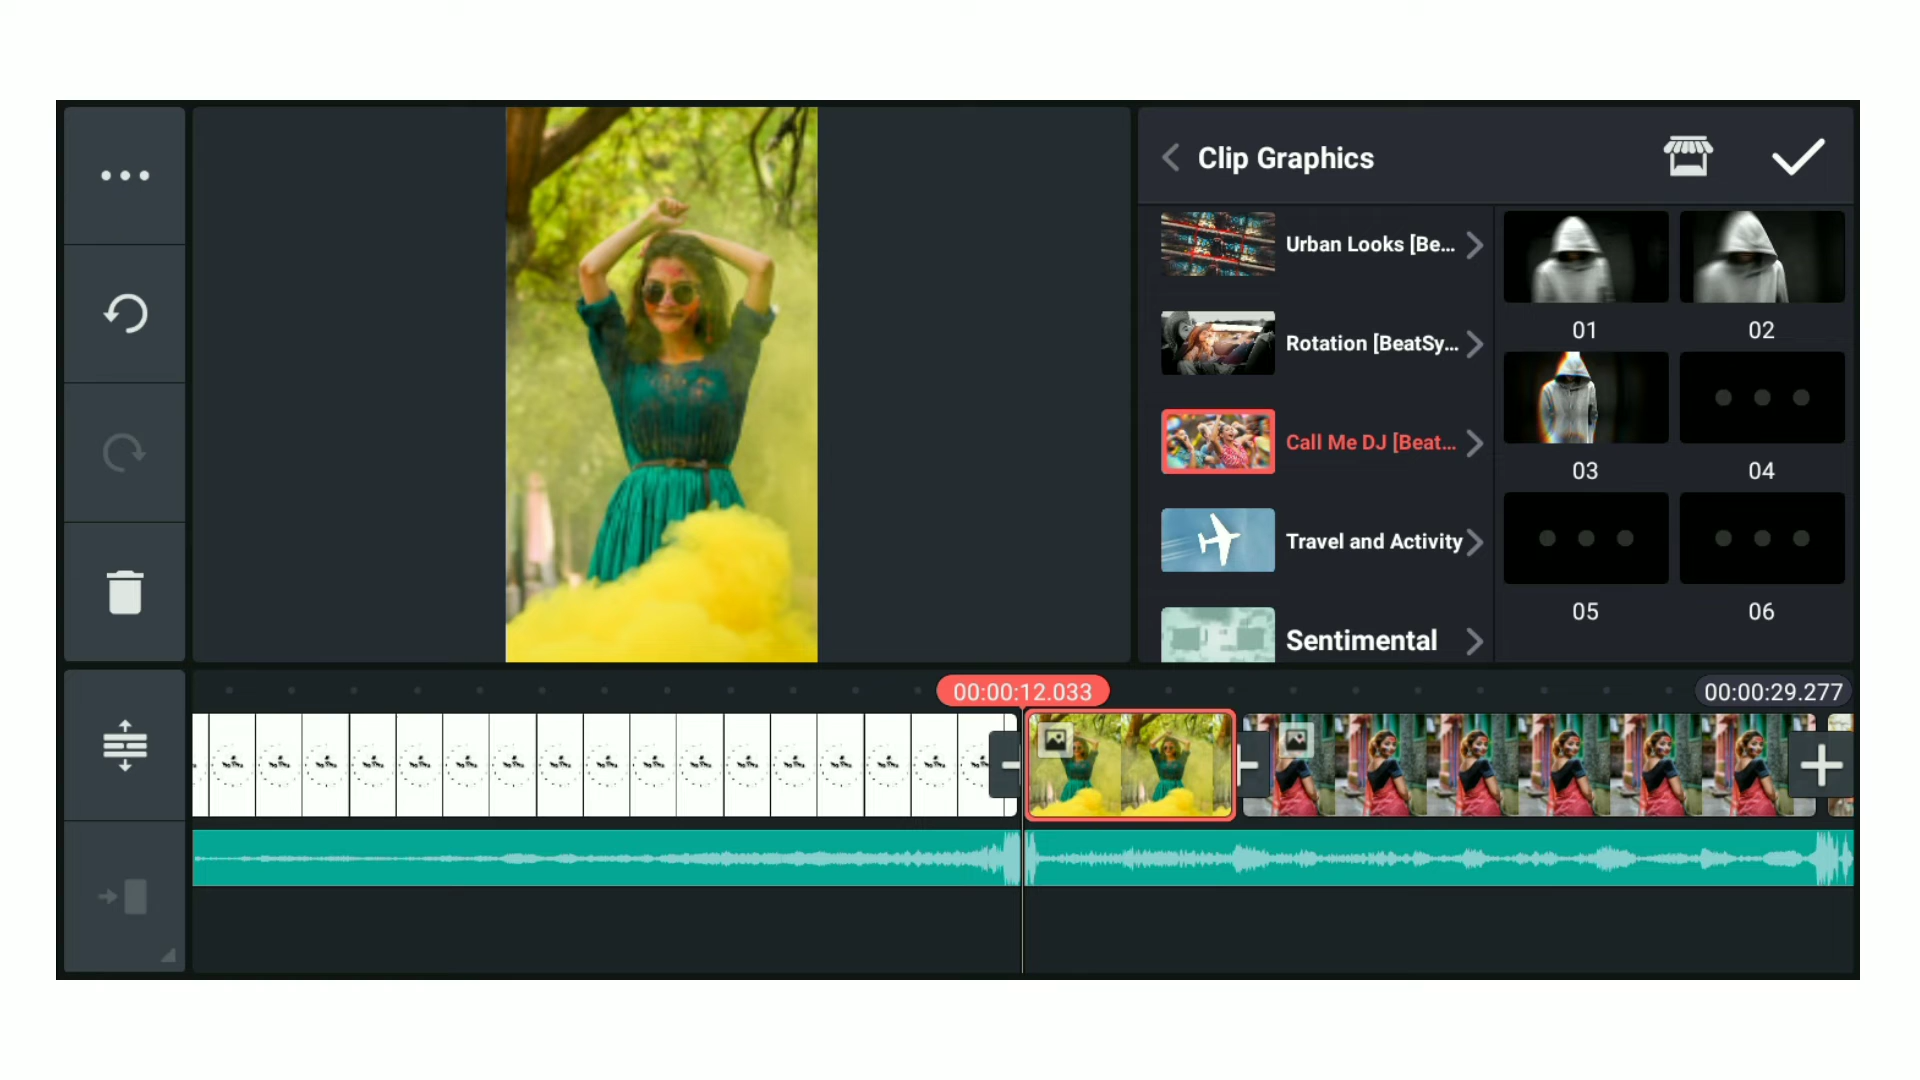 Clip Graphics
Urban Looks [Be...
Rotation [BeatSy...
Call Me DJ [Beat...
Travel and Activity
Sentimental
01
02
03
04
05
06
00:00:12.033
00:00:29.277